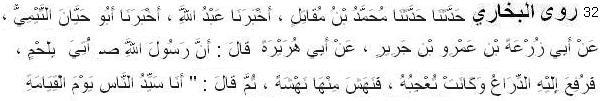 32 روى البخاري حَدَّثَنَا حَدَّثَنَا مُحَمَّدُ بْنُ مُقَاتِلٍ ، أَخْبَرَنَا عَبْدُ اللَّهِ ، أَخْبَرَنَا أَبُو حَيَّانَ التَّيْمِيُّ ،
عَنْ أَبِي زُرْعَةَ بْنِ عَمْرِو بْنِ جَرِيرٍ ، عَنْ أَبِي هُرَيْرَةَ قَالَ : أَنَّ رَسُولَ اللَّهِ صـ أُتِيَ بِلَحْمٍ ،
فَرُفِعَ إِلَيْهِ الذِّرَاعُ وَكَانَتْ تُعْجِبُهُ ، فَنَهَسَ مِنْهَا نَهْشَةً ، ثُمَّ قَالَ : " أَنَا سَيِّدُ النَّاسِ يَوْمَ الْقِيَامَةِ